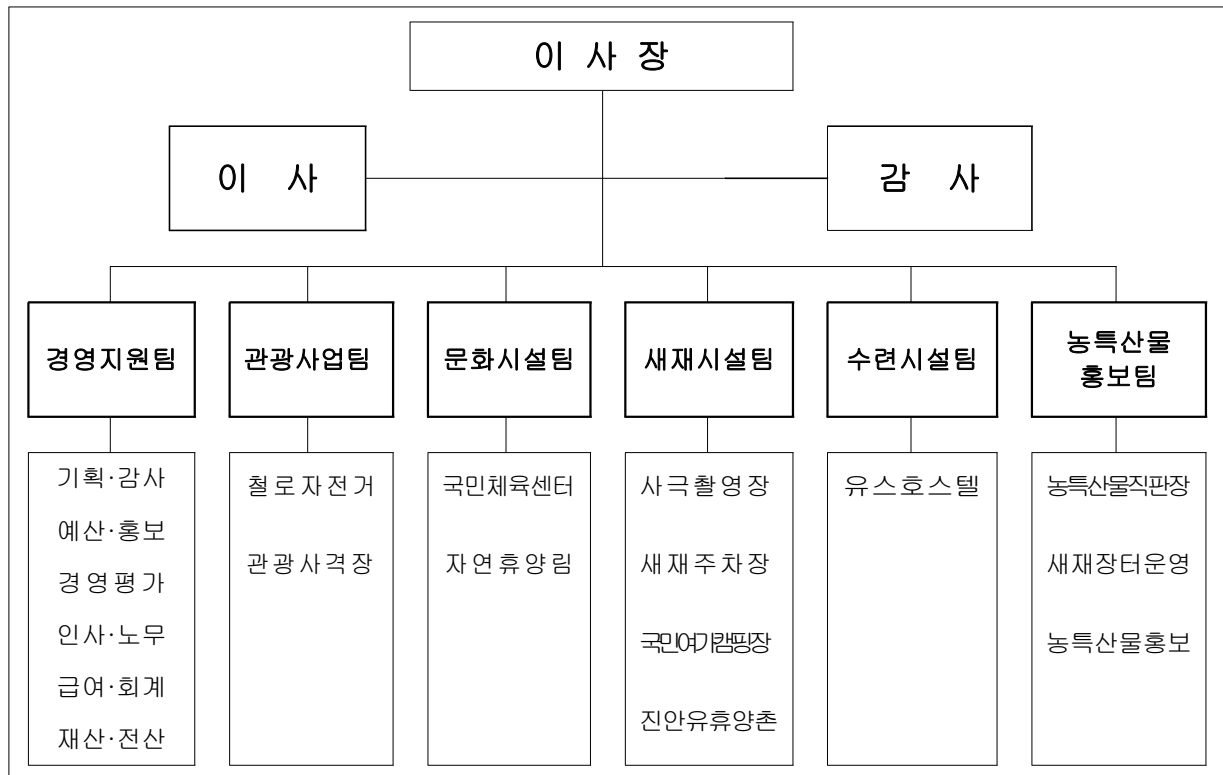 이 사 장
이 사
감 사
경영지원팀
관광사업팀
문화시설팀
새재시설팀
수련시설팀
농특산물
홍보팀
기획·감사
예산·홍보
경영평가
인사·노무
급여·회계
재산·전산
철로자전거
관광사격장
국민체육센터
자연휴양림
사극촬영장
새재주차장
국민여가캠핑장
진안유휴양촌
유스호스텔
농특산물직판장
새재장터운영
농특산물홍보